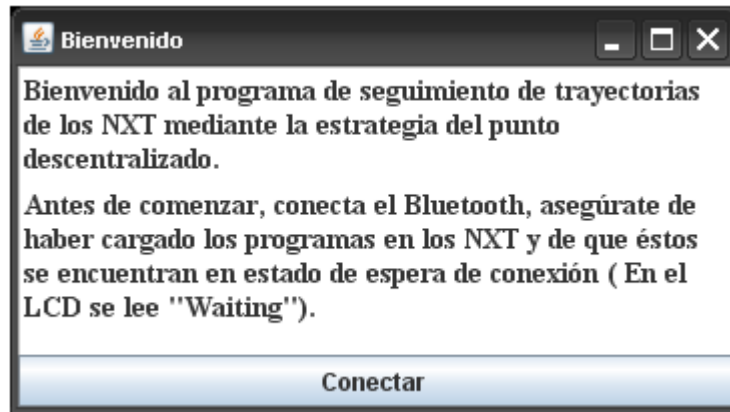 Bienvenido
Bienvenido al programa de seguimiento de trayectorias
de los NXT mediante la estrategia del punto
descentralizado.
Antes de comenzar, conecta el Bluetooth, asegúrate de
haber cargado los programas en los NXT y de que éstos
se encuentran en estado de espera de conexión ( En el
LCD se lee ''Waiting'').
Conectar